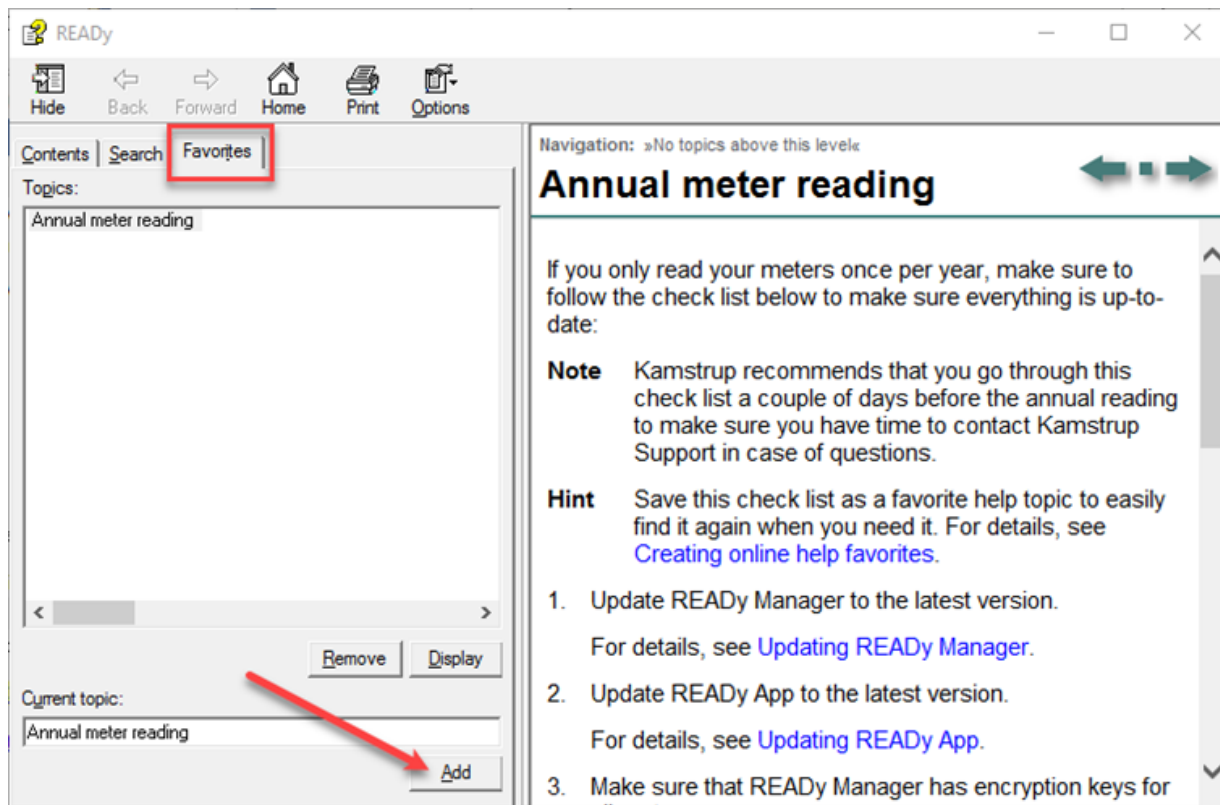 READy
Hide Back Forward Home Print Options
Contents Search Favorites
Topics:
Annual meter reading
Remove Display
Current topic:
Annual meter reading
Add
Navigation: »No topics above this level«
Annual meter reading
If you only read your meters once per year, make sure to
follow the check list below to make sure everything is up-to-
date:
Note Kamstrup recommends that you go through this
check list a couple of days before the annual reading
to make sure you have time to contact Kamstrup
Support in case of questions.
Hint Save this check list as a favorite help topic to easily
find it again when you need it. For details, see
Creating online help favorites.
1. Update READy Manager to the latest version.
For details, see Updating READy Manager.
2. Update READy App to the latest version.
For details, see Updating READy App.
3. Make sure that READy Manager has encryption keys for